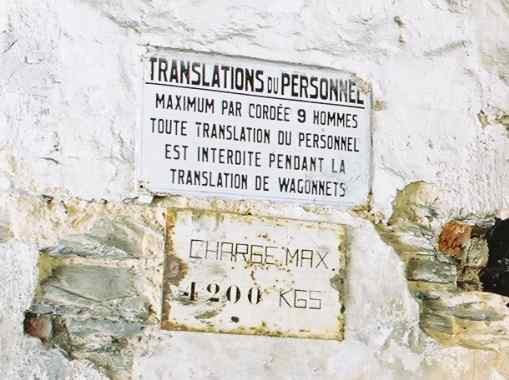 TRANSLATIONS DU PERSONNEL
MAXIMUM PAR CORDÉE 9 HOMMES
TOUTE TRANSLATION DU PERSONNEL
EST INTERDITE PENDANT LA
TRANSLATION DE WAGONNETS
CHARGE.MAX.
4200 KGS